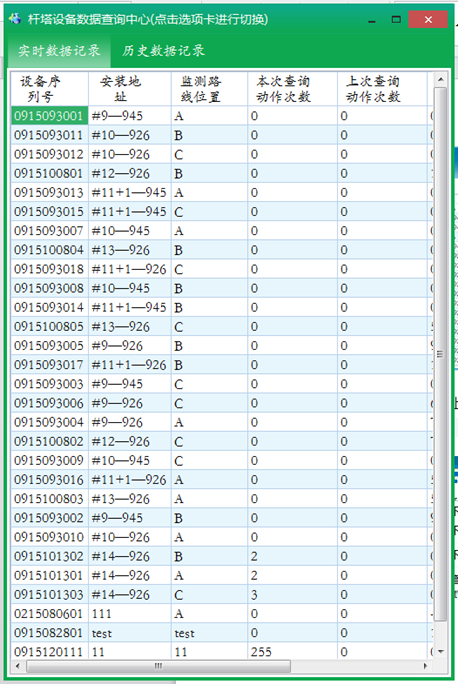 杆塔设备数据查询中心(点击选项卡进行切换)
实时数据记录 历史数据记录
设备序列号 安装地址 监测路线位置 本次查询动作次数 上次查询动作次数
0915093001 #9—945 A 0 0
0915093011 #10—926 B 0 0
0915093012 #10—926 C 0 0
0915100801 #12—926 B 0 0
0915093013 #11+1—945 A 0 0
0915093015 #11+1—945 C 0 0
0915093007 #10—945 A 0 0
0915100804 #13—926 B 0 0
0915093018 #11+1—926 C 0 0
0915093008 #10—945 B 0 0
0915093014 #11+1—945 B 0 0
0915100805 #13—926 C 0 0
0915093005 #9—926 B 0 0
0915093017 #11+1—926 B 0 0
0915093003 #9—945 C 0 0
0915093006 #9—926 C 0 0
0915093004 #9—926 A 0 0
0915100802 #12—926 C 0 0
0915093009 #10—945 C 0 0
0915093016 #11+1—926 A 0 0
0915100803 #13—926 A 0 0
0915093002 #9—945 B 0 0
0915093010 #10—926 A 0 0
0915101302 #14—926 B 2 0
0915101301 #14—926 A 2 0
0915101303 #14—926 C 3 0
0215080601 111 A 0 0
0915082801 test test 0 0
0915120111 11 11 255 0